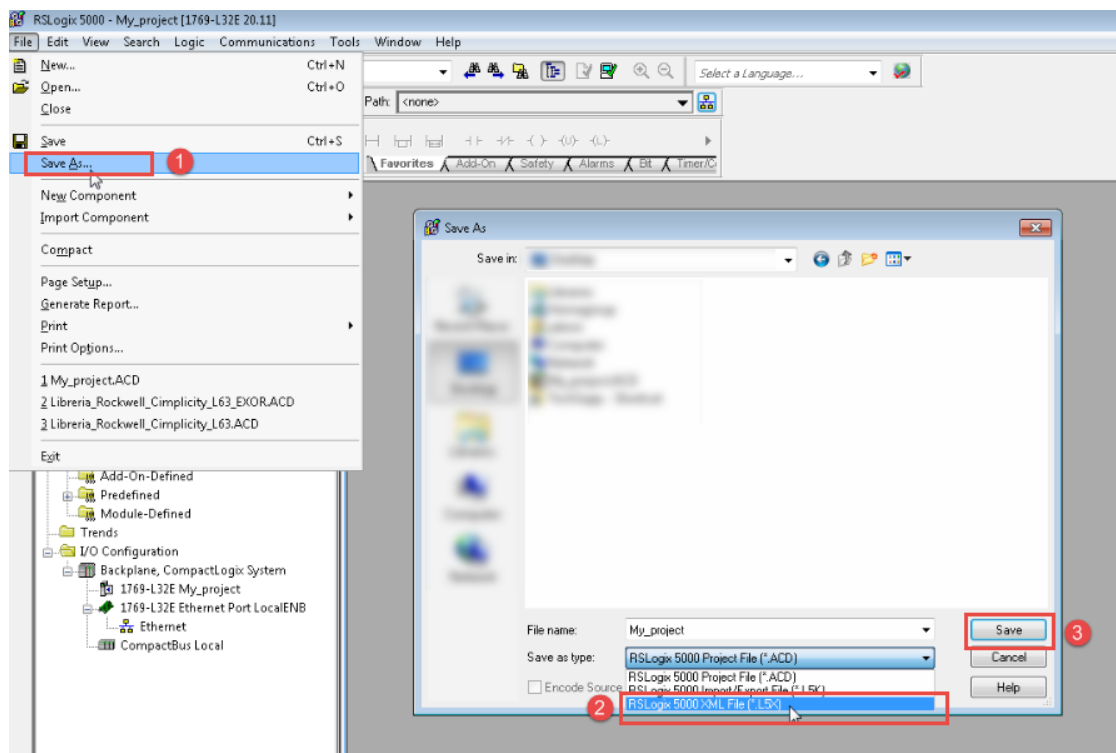 RSLogix 5000 - My_project [1769-L32E 20.11]
File Edit View Search Logic Communications Tools Window Help
New... Ctrl+N
Open... Ctrl+O
Close
Save Ctrl+S
Save As...
1
New Component
Import Component
Compact
Page Setup...
Generate Report...
Print
Print Options...
1 My_project.ACD
2 Libreria_Rockwell_Cimplicity_L63_EXOR.ACD
3 Libreria_Rockwell_Cimplicity_L63.ACD
Exit
Select a Language...
Path: <none>
Favorites Add-On Safety Alarms Bit Timer/C
Add-On-Defined
Predefined
Module-Defined
Trends
I/O Configuration
Backplane, CompactLogix System
1769-L32E My_project
1769-L32E Ethernet Port LocalENB
Ethernet
CompactBus Local
Save As
Save in:
File name: My_project Save
3
Save as type: RSLogix 5000 Project File (*.ACD) Cancel
RSLogix 5000 Project File (*.ACD)
Encode Source RSLogix 5000 Import/Export File (*.L5K) Help
2
RSLogix 5000 XML File (*.L5X)